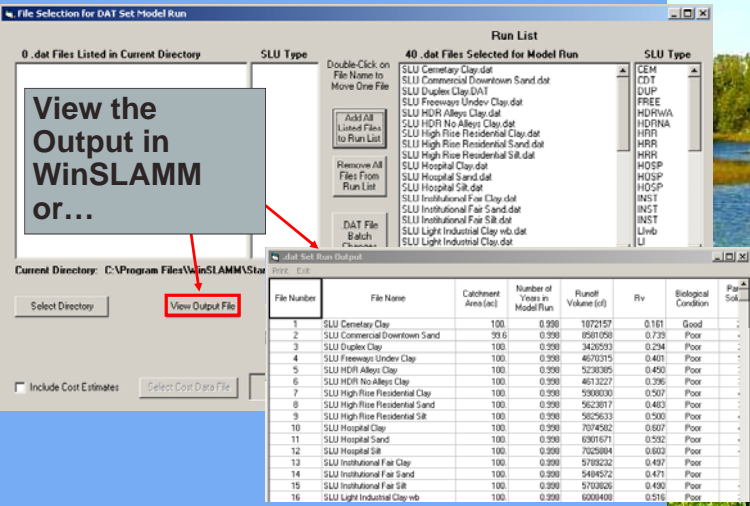 File Selection for DAT Set Model Run
Run List
0 .dat Files Listed in Current Directory
SLU Type
40 .dat Files Selected for Model Run
SLU Type
Double-Click on
File Name to
Move One File
Add All
Listed Files
to Run List
Remove All
Files From
Run List
.DAT File
Batch
Changes
SLU Cemetary Clay.dat CEM
SLU Commercial Downtown Sand.dat CDT
SLU Duplex Clay.DAT DUP
SLU Freeways Undev Clay.dat FREE
SLU HDR Alleys Clay.dat HDRWA
SLU HDR No Alleys Clay.dat HDRNA
SLU High Rise Residential Clay.dat HRR
SLU High Rise Residential Sand.dat HRR
SLU High Rise Residential Silt.dat HRR
SLU Hospital Clay.dat HOSP
SLU Hospital Sand.dat HOSP
SLU Hospital Silt.dat HOSP
SLU Institutional Fair Clay.dat INST
SLU Institutional Fair Sand.dat INST
SLU Institutional Fair Silt.dat INST
SLU Light Industrial Clay wb.dat LIwb
SLU Light Industrial Clay.dat LI
View the
Output in
WinSLAMM
or…
Current Directory: C:\Program Files\WinSLAMM\Star
Select Directory
View Output File
Include Cost Estimates
Select Cost Data File
.dat Set Run Output
Print Exit
File Number
File Name
Catchment
Area (ac)
Number of
Years in
Model Run
Runoff
Volume (cf)
Rv
Biological
Condition
1 SLU Cemetary Clay 100. 0.998 1872157 0.161 Good
2 SLU Commercial Downtown Sand 99.6 0.998 8581058 0.739 Poor
3 SLU Duplex Clay 100. 0.998 3426593 0.294 Poor
4 SLU Freeways Undev Clay 100. 0.998 4670315 0.401 Poor
5 SLU HDR Alleys Clay 100. 0.998 5238385 0.450 Poor
6 SLU HDR No Alleys Clay 100. 0.998 4613227 0.396 Poor
7 SLU High Rise Residential Clay 100. 0.998 5908030 0.507 Poor
8 SLU High Rise Residential Sand 100. 0.998 5623817 0.483 Poor
9 SLU High Rise Residential Silt 100. 0.998 5825633 0.500 Poor
10 SLU Hospital Clay 100. 0.998 7074582 0.607 Poor
11 SLU Hospital Sand 100. 0.998 6901671 0.592 Poor
12 SLU Hospital Silt 100. 0.998 7025884 0.603 Poor
13 SLU Institutional Fair Clay 100. 0.998 5789232 0.497 Poor
14 SLU Institutional Fair Sand 100. 0.998 5484572 0.471 Poor
15 SLU Institutional Fair Silt 100. 0.998 5703826 0.490 Poor
16 SLU Light Industrial Clay wb 100. 0.998 6008408 0.516 Poor